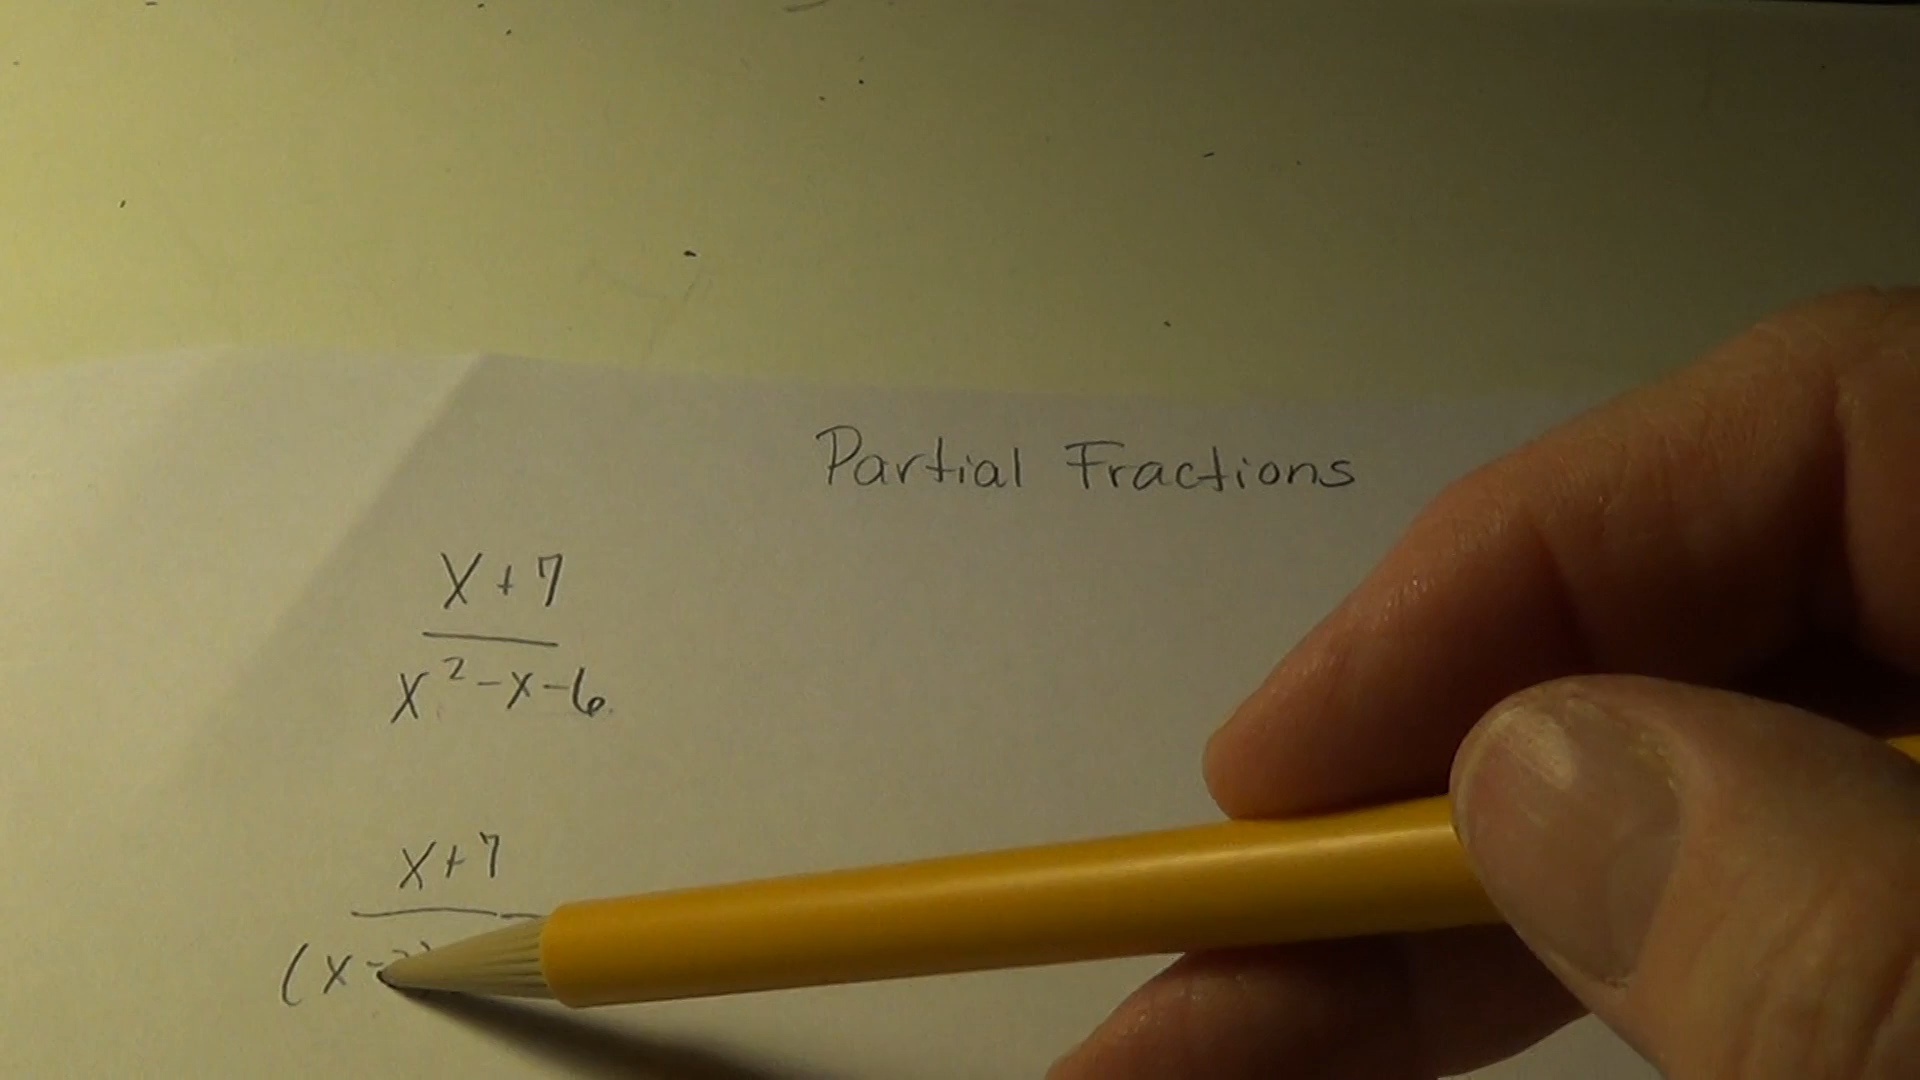 Partial Fractions
x + 7
x² - x - 6
x + 7
(x -